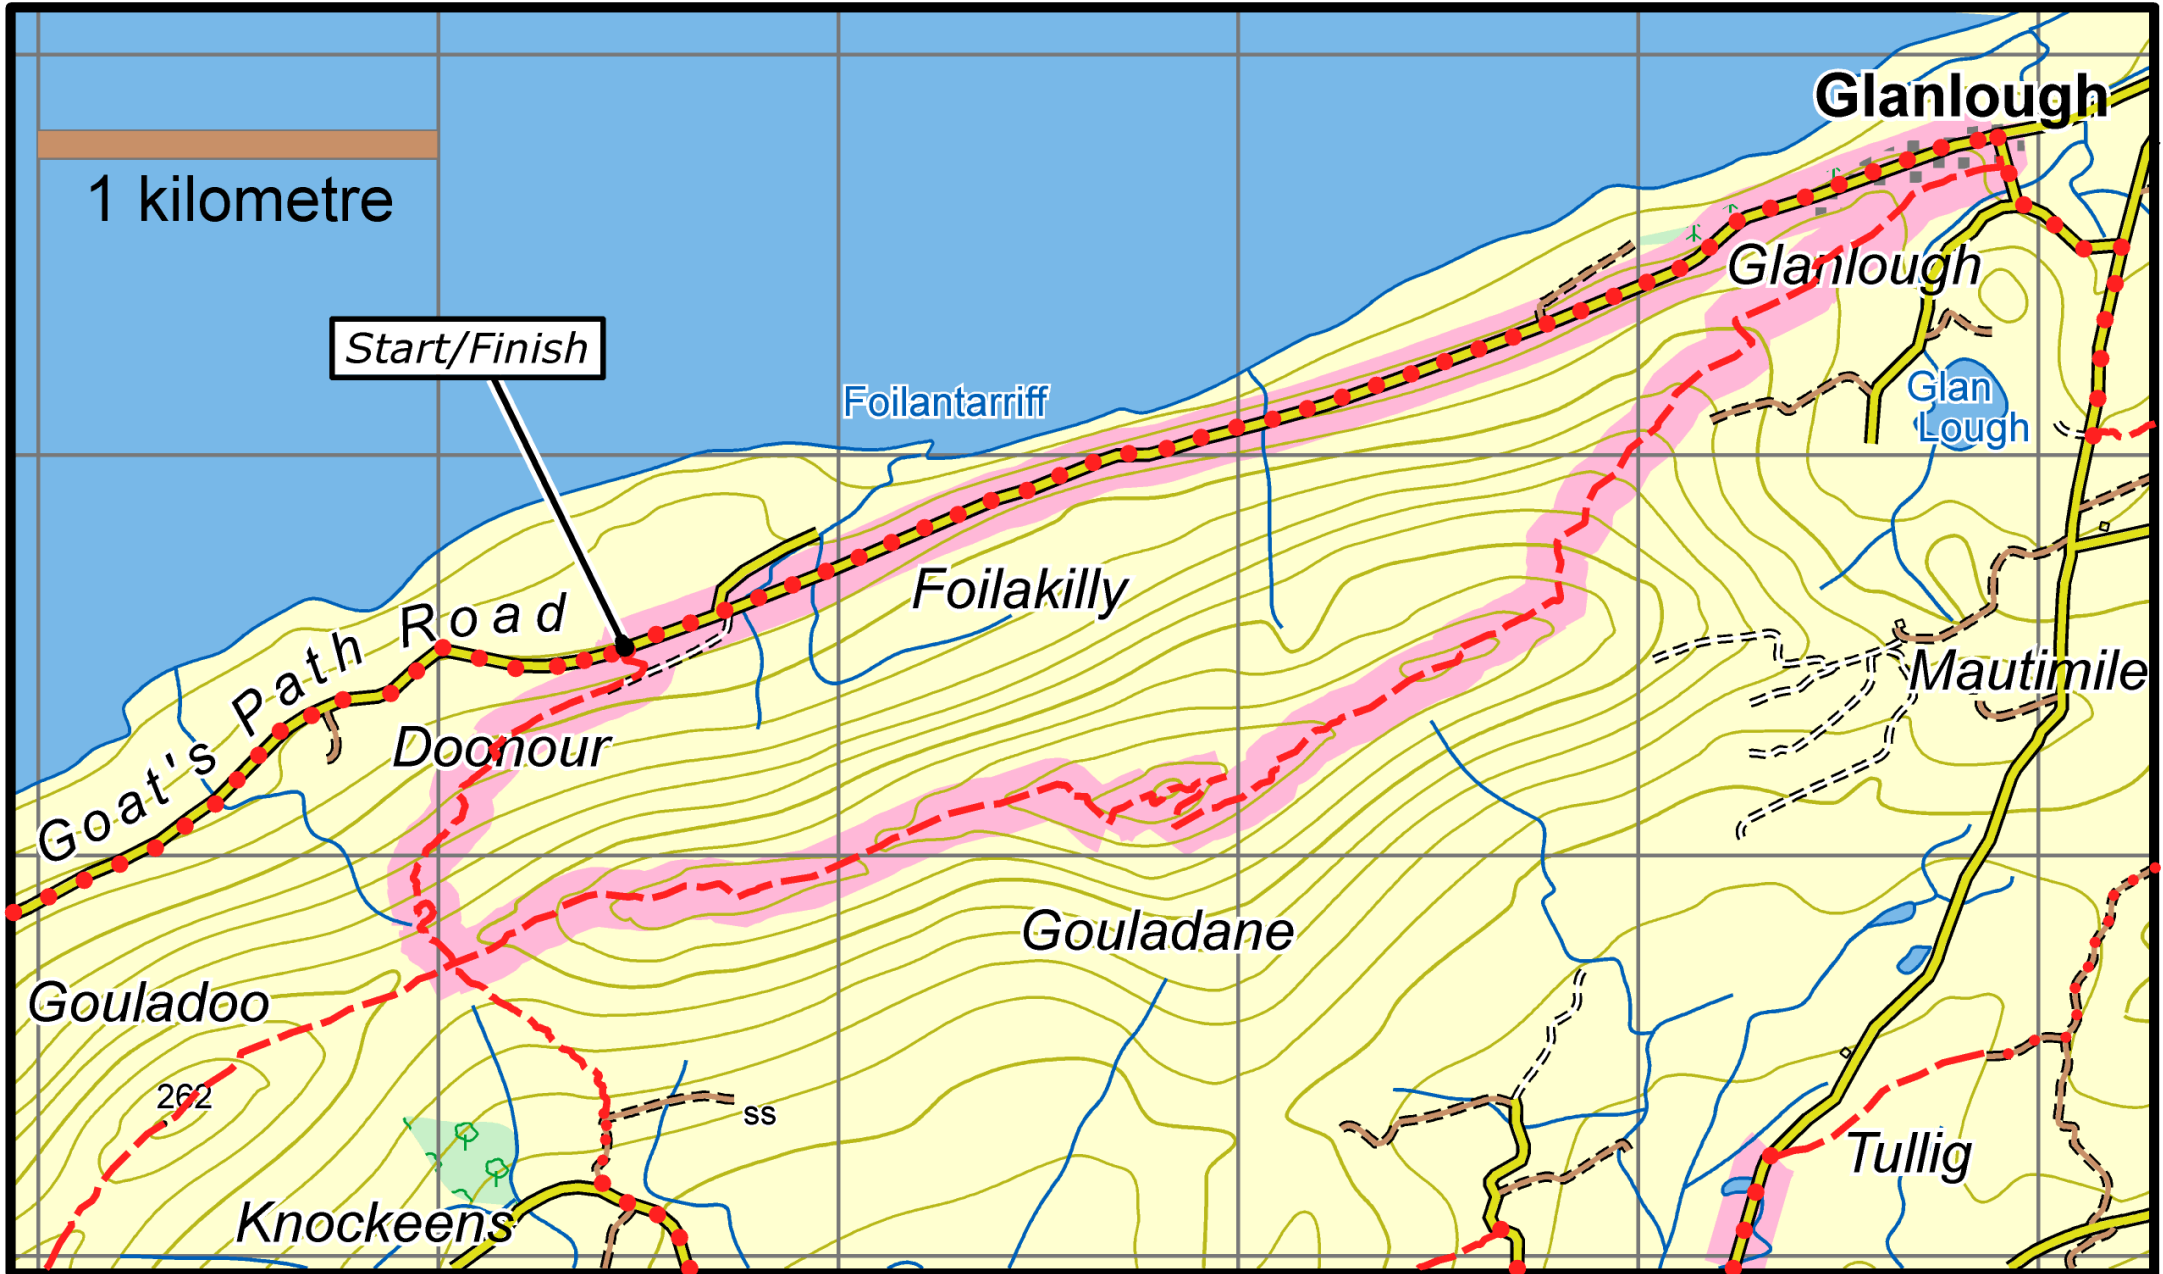 Glanlough
1 kilometre
Glanlough
Start/Finish
Foilantarriff
Glan
Lough
Foilakilly
Goat's Path Road
Mautimile
Doonour
Gouladane
Gouladoo
262
ss
Tullig
Knockeens